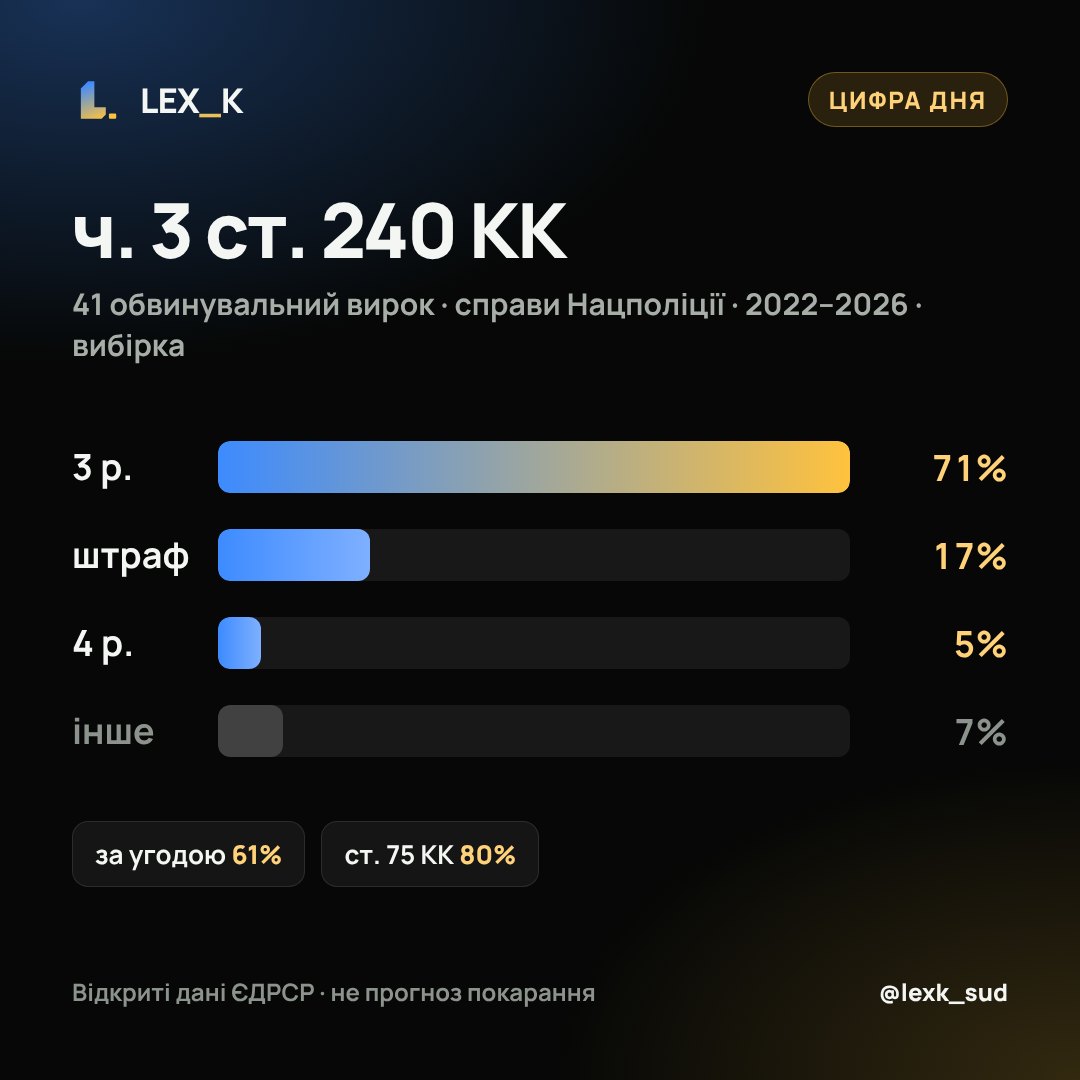 LEX_K
ЦИФРА ДНЯ
ч. 3 ст. 240 КК
41 обвинувальний вирок · справи Нацполіції · 2022–2026 ·
вибірка
3 р. 71%
штраф 17%
4 р. 5%
інше 7%
за угодою 61% ст. 75 КК 80%
Відкриті дані ЄДРСР · не прогноз покарання @lexk_sud